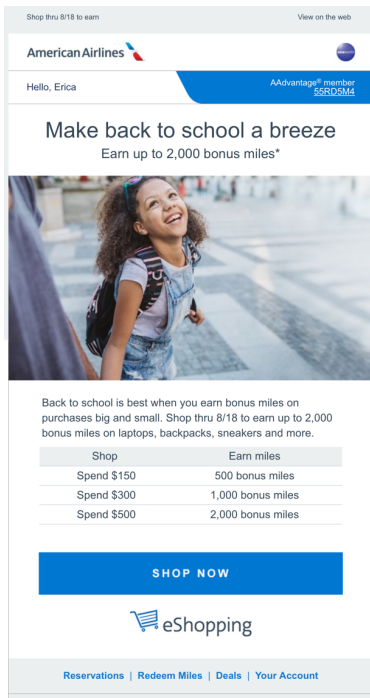 Shop thru 8/18 to earn View on the web
American Airlines
Hello, Erica
AAdvantage® member
55RD5M4
Make back to school a breeze
Earn up to 2,000 bonus miles*
Back to school is best when you earn bonus miles on
purchases big and small. Shop thru 8/18 to earn up to 2,000
bonus miles on laptops, backpacks, sneakers and more.
Shop Earn miles
Spend $150 500 bonus miles
Spend $300 1,000 bonus miles
Spend $500 2,000 bonus miles
SHOP NOW
eShopping
Reservations | Redeem Miles | Deals | Your Account